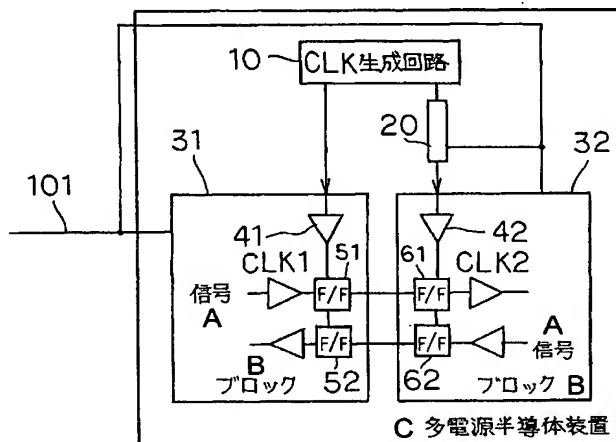 10
CLK生成回路
20
31
32
101
41
42
CLK1
51
61
CLK2
信号
A
F/F
F/F
B
F/F
F/F
A
信号
ブロック
52
62
ブロック B
C 多電源半導体装置